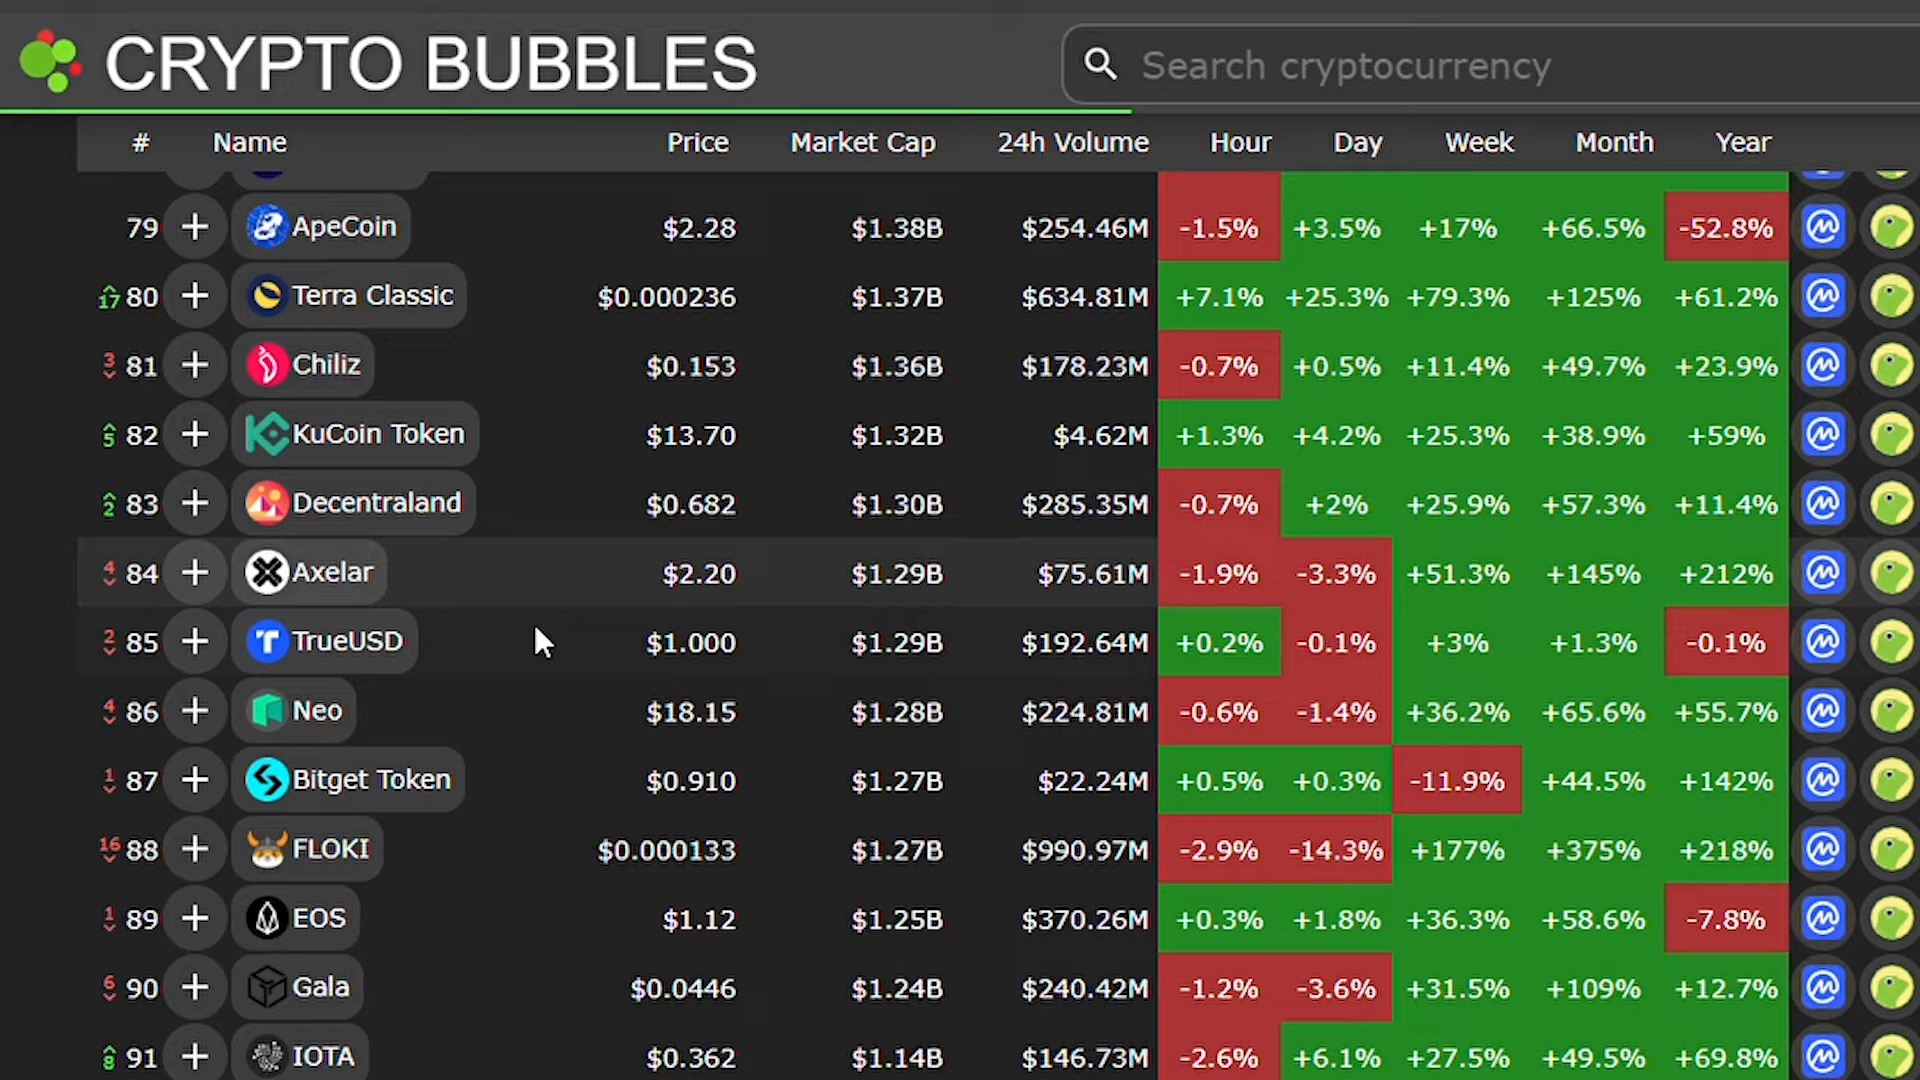 CRYPTO BUBBLES
Search cryptocurrency
# Name Price Market Cap 24h Volume Hour Day Week Month Year
79 + ApeCoin $2.28 $1.38B $254.46M -1.5% +3.5% +17% +66.5% -52.8%
17 80 + Terra Classic $0.000236 $1.37B $634.81M +7.1% +25.3% +79.3% +125% +61.2%
3 81 + Chiliz $0.153 $1.36B $178.23M -0.7% +0.5% +11.4% +49.7% +23.9%
5 82 + KuCoin Token $13.70 $1.32B $4.62M +1.3% +4.2% +25.3% +38.9% +59%
2 83 + Decentraland $0.682 $1.30B $285.35M -0.7% +2% +25.9% +57.3% +11.4%
4 84 + Axelar $2.20 $1.29B $75.61M -1.9% -3.3% +51.3% +145% +212%
2 85 + TrueUSD $1.000 $1.29B $192.64M +0.2% -0.1% +3% +1.3% -0.1%
4 86 + Neo $18.15 $1.28B $224.81M -0.6% -1.4% +36.2% +65.6% +55.7%
1 87 + Bitget Token $0.910 $1.27B $22.24M +0.5% +0.3% -11.9% +44.5% +142%
16 88 + FLOKI $0.000133 $1.27B $990.97M -2.9% -14.3% +177% +375% +218%
1 89 + EOS $1.12 $1.25B $370.26M +0.3% +1.8% +36.3% +58.6% -7.8%
6 90 + Gala $0.0446 $1.24B $240.42M -1.2% -3.6% +31.5% +109% +12.7%
8 91 + IOTA $0.362 $1.14B $146.73M -2.6% +6.1% +27.5% +49.5% +69.8%